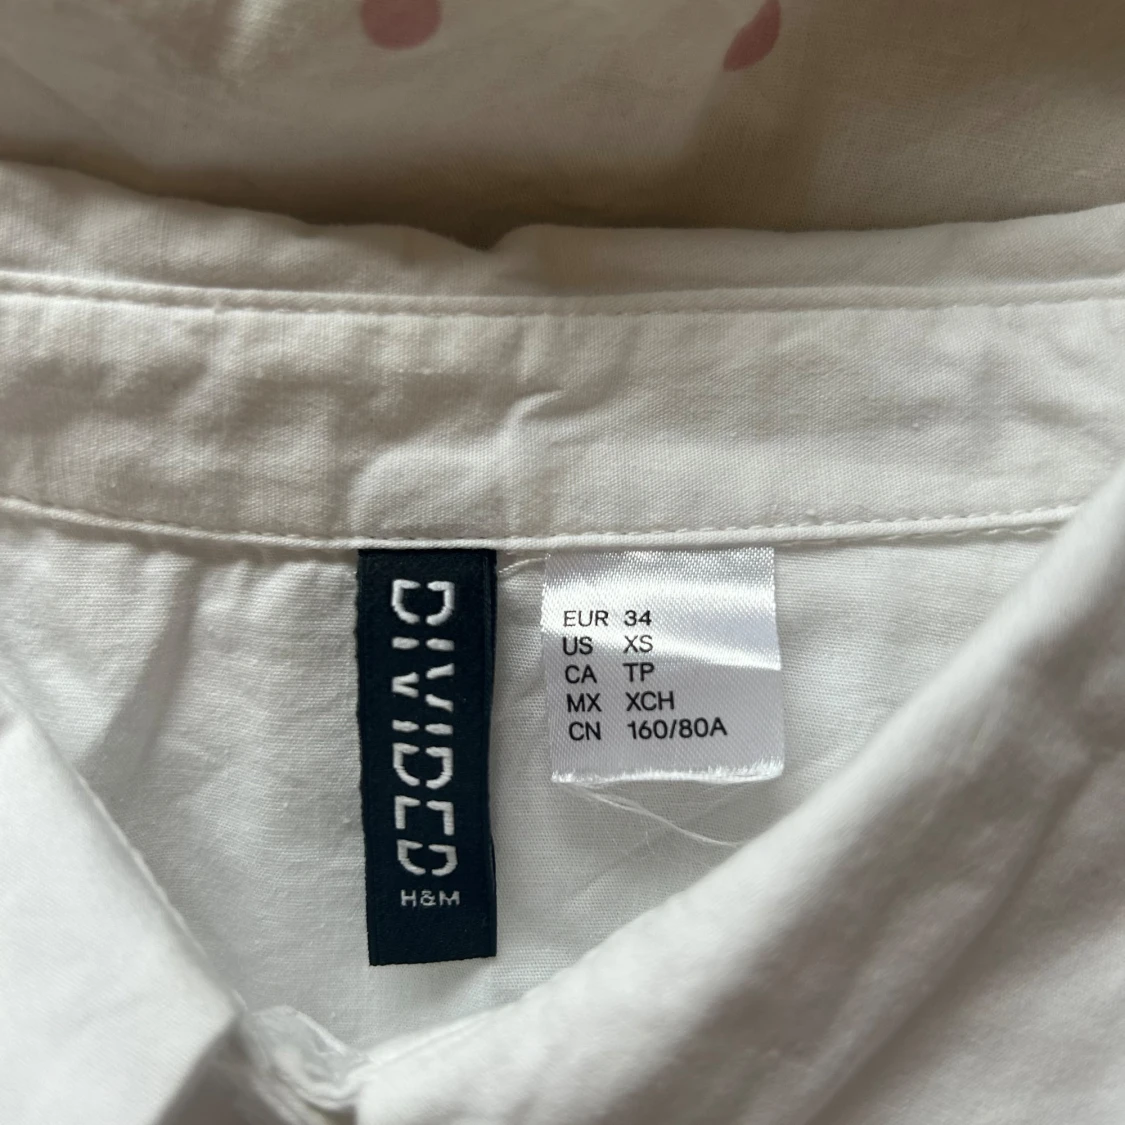 DIVIDED
H&M
EUR 34
US XS
CA TP
MX XCH
CN 160/80A